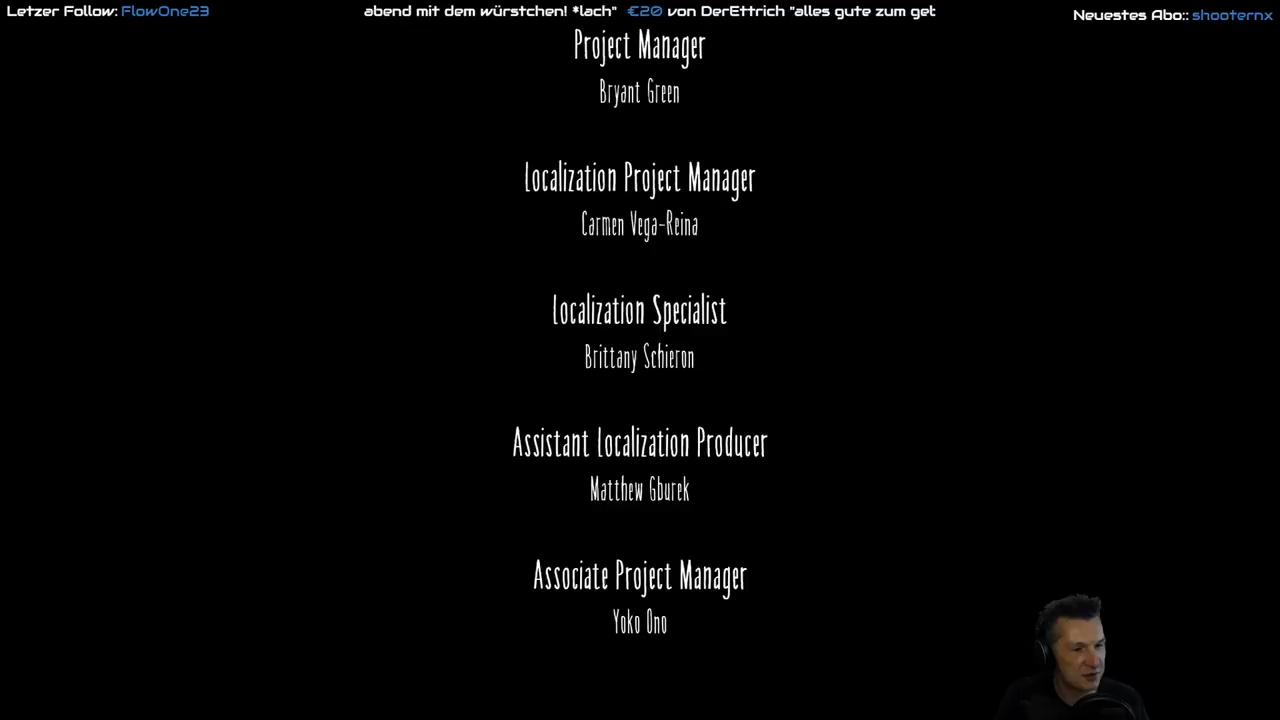 Letzer Follow: FlowOne23
abend mit dem würstchen! *lach" €20 von DerEttrich "alles gute zum get
Neuestes Abo:: shooternx
Project Manager
Bryant Green
Localization Project Manager
Carmen Vega-Reina
Localization Specialist
Brittany Schieron
Assistant Localization Producer
Matthew Gburek
Associate Project Manager
Yoko Ono